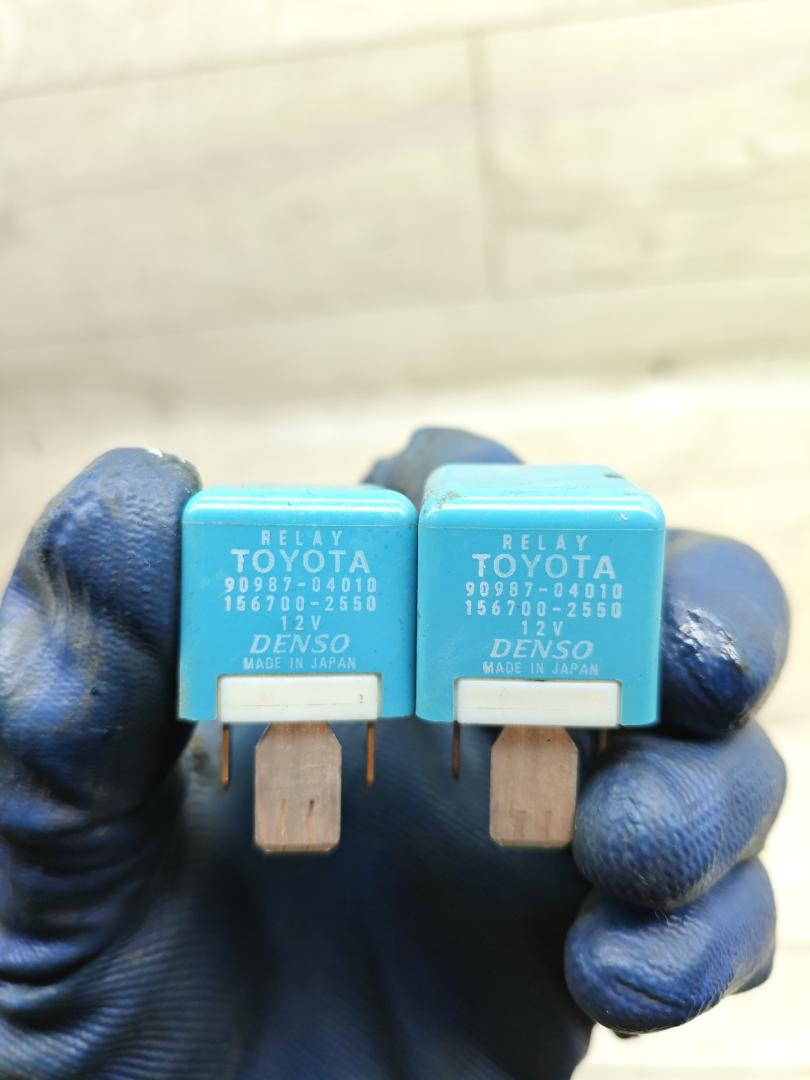 RELAY
TOYOTA
90987-04010
156700-2550
12V
DENSO
MADE IN JAPAN
RELAY
TOYOTA
90987-04010
156700-2550
12V
DENSO
MADE IN JAPAN